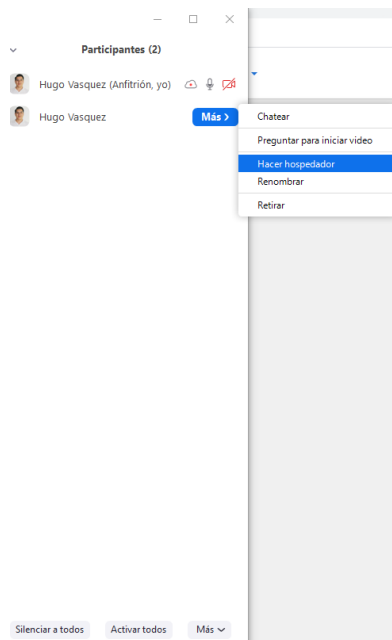 Participantes (2)
Hugo Vasquez (Anfitrión, yo)
Hugo Vasquez
Más >
Chatear
Preguntar para iniciar video
Hacer hospedador
Renombrar
Retirar
Silenciar a todos
Activar todos
Más